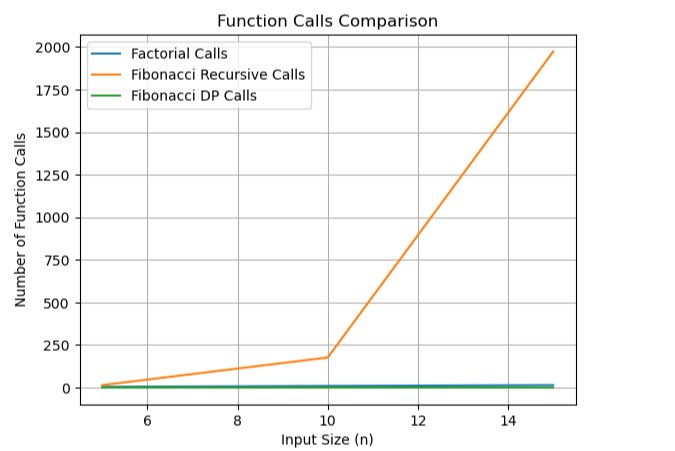 Function Calls Comparison
Factorial Calls
Fibonacci Recursive Calls
Fibonacci DP Calls
2000
1750
1500
1250
1000
750
500
250
0
Number of Function Calls
6 8 10 12 14
Input Size (n)